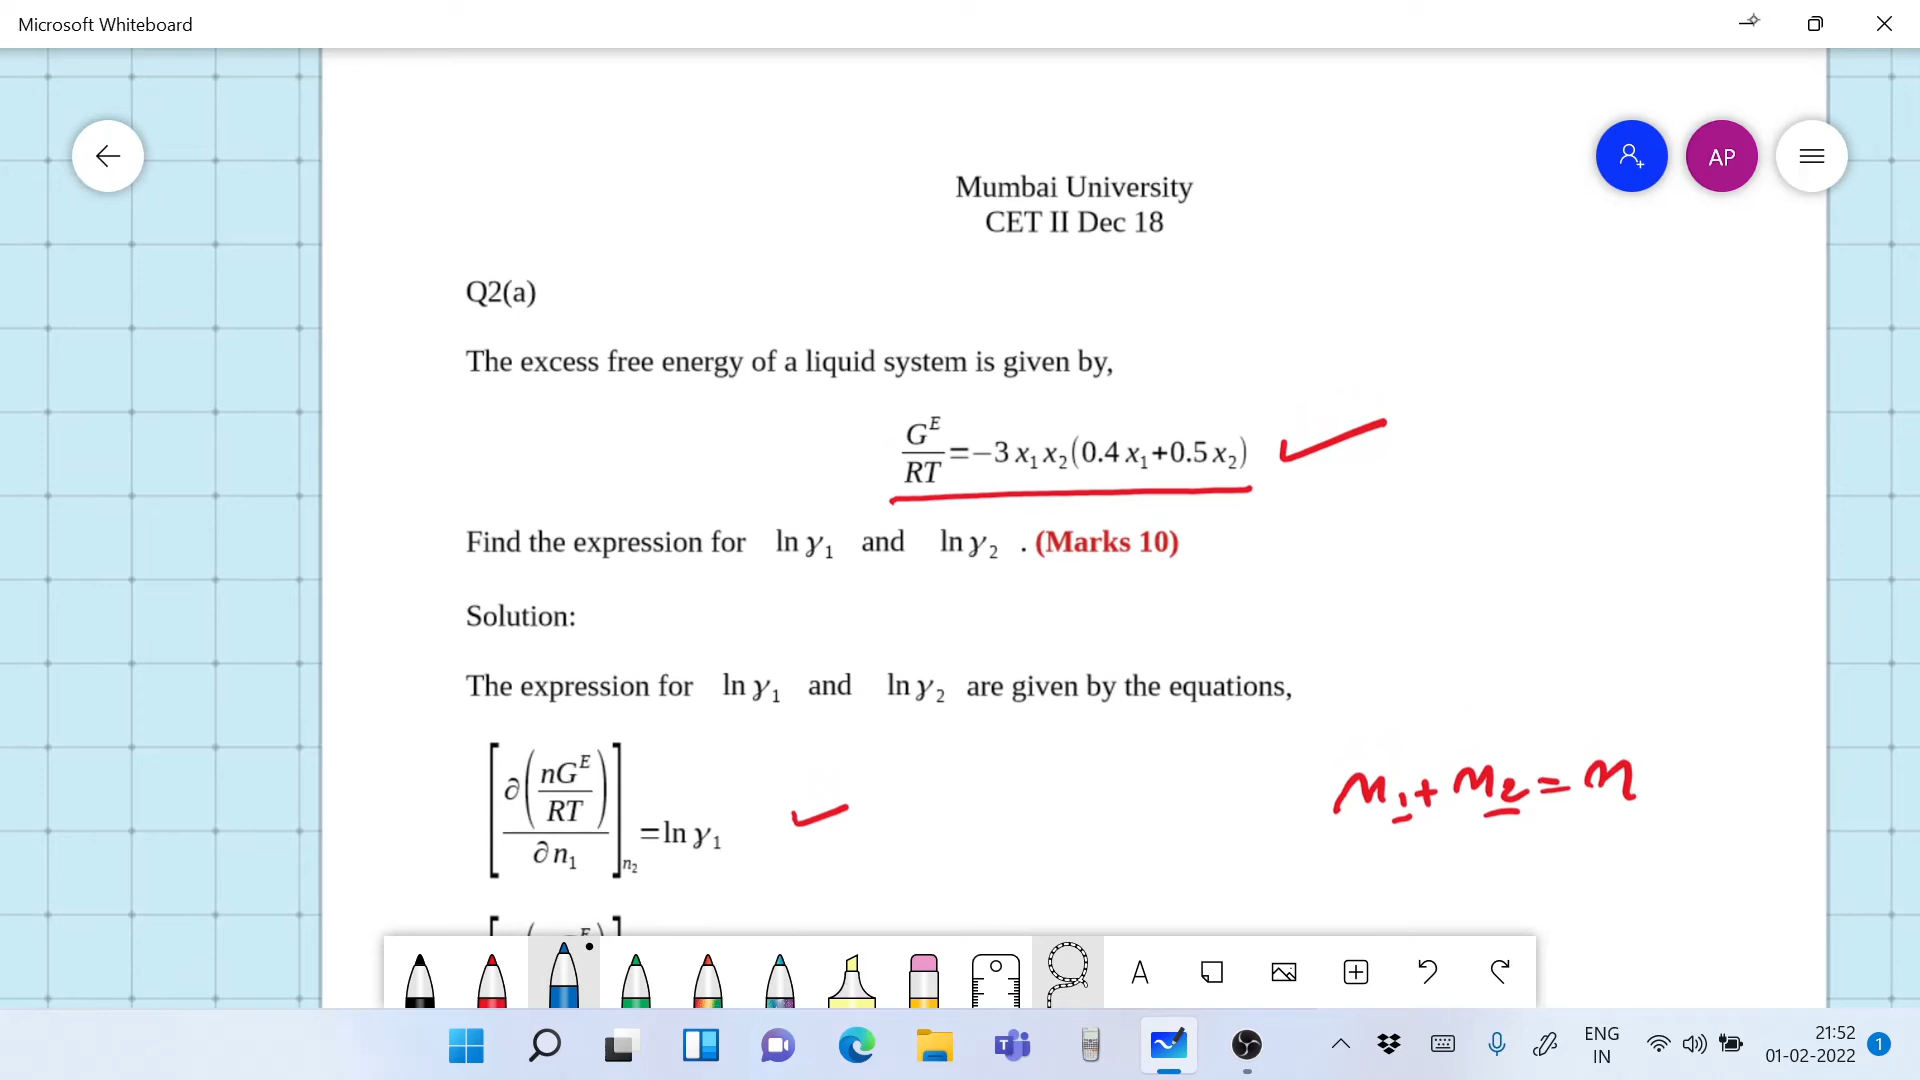 Microsoft Whiteboard
AP
Mumbai University
CET II Dec 18
Q2(a)
The excess free energy of a liquid system is given by,
G^E/RT = −3 x₁ x₂ (0.4 x₁ + 0.5 x₂)
Find the expression for ln γ₁ and ln γ₂ . (Marks 10)
Solution:
The expression for ln γ₁ and ln γ₂ are given by the equations,
[∂(nG^E/RT)/∂n₁]_n₂ = ln γ₁
n₁ + n₂ = n
A
ENG
IN
21:52
01-02-2022
1